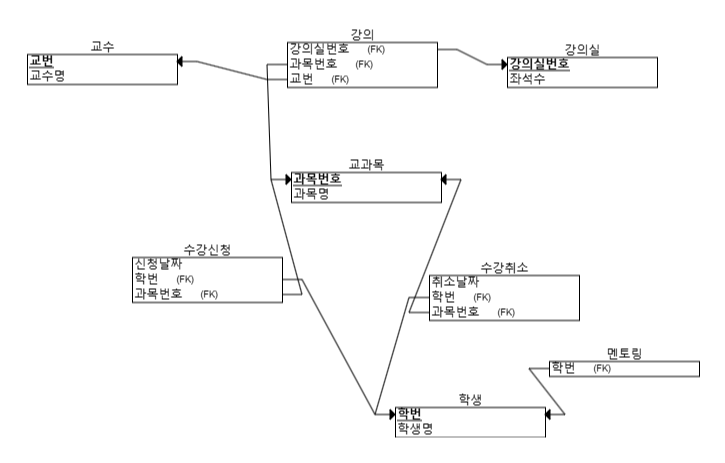 교수
교번
교수명
강의
강의실번호 (FK)
과목번호 (FK)
교번 (FK)
강의실
강의실번호
좌석수
교과목
과목번호
과목명
수강신청
신청날짜
학번 (FK)
과목번호 (FK)
수강취소
취소날짜
학번 (FK)
과목번호 (FK)
멘토링
학번 (FK)
학생
학번
학생명